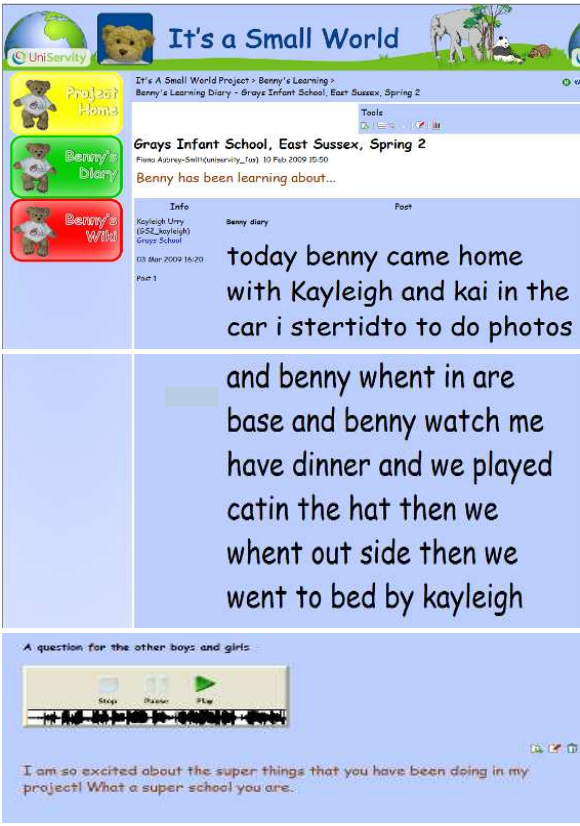 It's a Small World
UniServity
Project
Home
Benny's
Diary
Benny's
Wiki
It's A Small World Project > Benny's Learning >
Benny's Learning Diary - Grays Infant School, East Sussex, Spring 2
Tools
Grays Infant School, East Sussex, Spring 2
Fiona Aubrey-Smith(uniservity_fas) 10 Feb 2009 15:50
Benny has been learning about...
Info
Post
Kayleigh Urry
(GS2_kayleigh)
Grays School
03 Mar 2009 16:20
Post 1
Benny diary
today benny came home
with Kayleigh and kai in the
car i stertidto to do photos
and benny whent in are
base and benny watch me
have dinner and we played
catin the hat then we
whent out side then we
went to bed by kayleigh
A question for the other boys and girls
Stop Pause Play
I am so excited about the super things that you have been doing in my
project! What a super school you are.